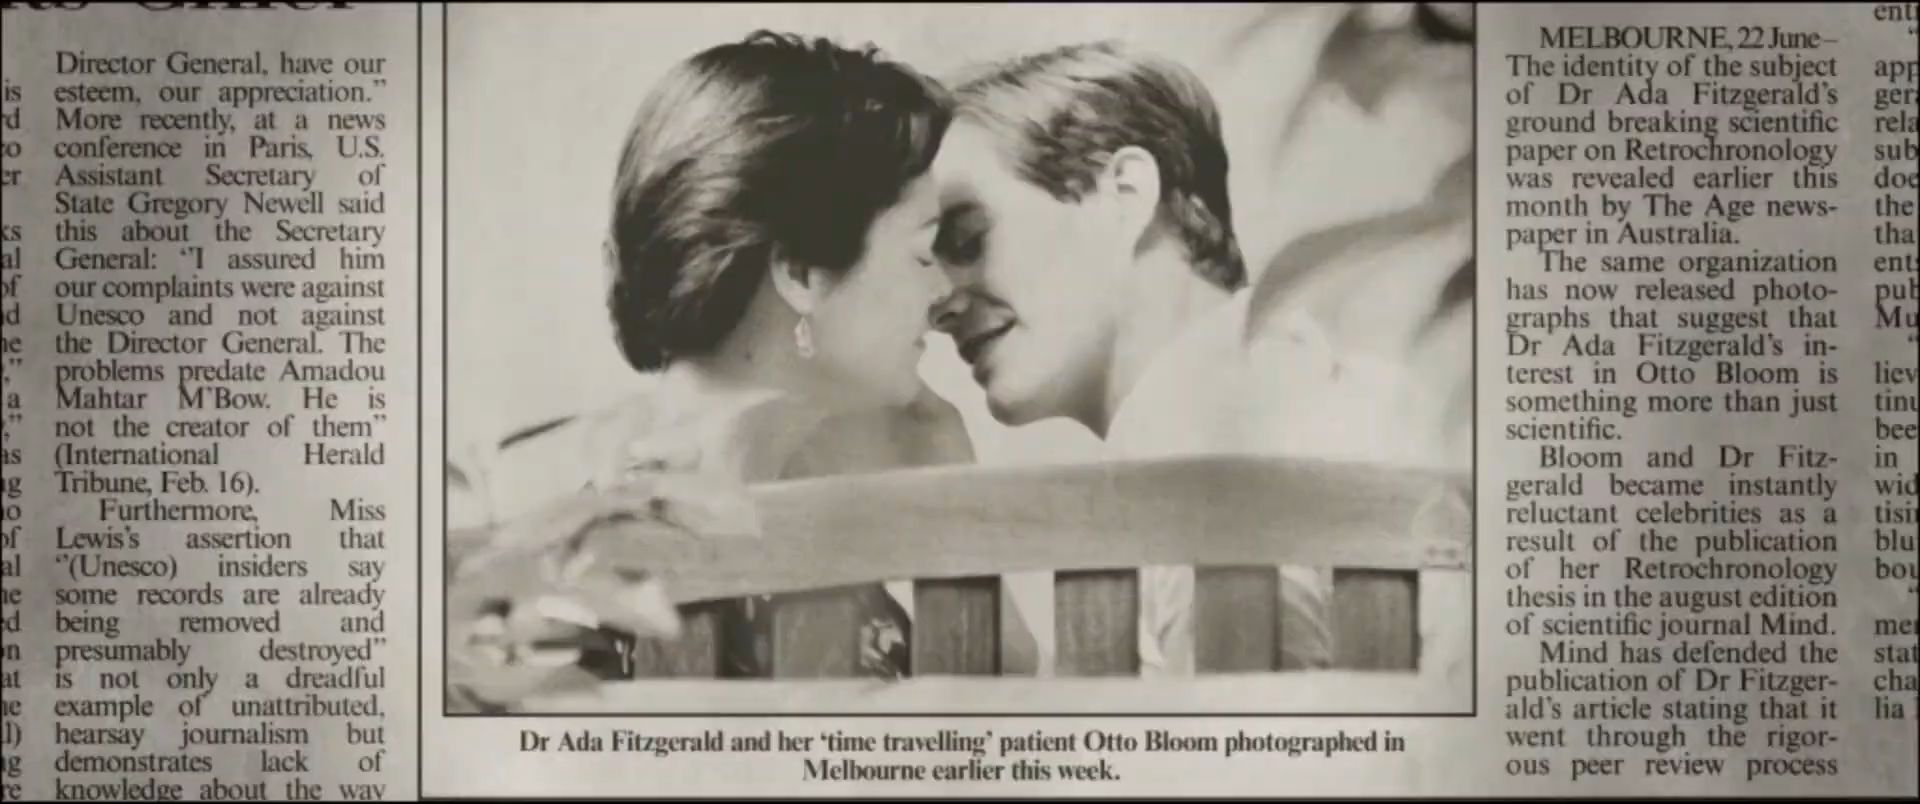 Director General, have our
esteem, our appreciation.”
More recently, at a news
conference in Paris, U.S.
Assistant Secretary of
State Gregory Newell said
this about the Secretary
General: “I assured him
our complaints were against
Unesco and not against
the Director General. The
problems predate Amadou
Mahtar M’Bow. He is
not the creator of them”
(International Herald
Tribune, Feb. 16).
Furthermore, Miss
Lewis’s assertion that
“(Unesco) insiders say
some records are already
being removed and
presumably destroyed”
is not only a dreadful
example of unattributed,
hearsay journalism but
demonstrates lack of
knowledge about the way
Dr Ada Fitzgerald and her ‘time travelling’ patient Otto Bloom photographed in
Melbourne earlier this week.
MELBOURNE, 22 June–
The identity of the subject
of Dr Ada Fitzgerald’s
ground breaking scientific
paper on Retrochronology
was revealed earlier this
month by The Age news-
paper in Australia.
The same organization
has now released photo-
graphs that suggest that
Dr Ada Fitzgerald’s in-
terest in Otto Bloom is
something more than just
scientific.
Bloom and Dr Fitz-
gerald became instantly
reluctant celebrities as a
result of the publication
of her Retrochronology
thesis in the august edition
of scientific journal Mind.
Mind has defended the
publication of Dr Fitzger-
ald’s article stating that it
went through the rigor-
ous peer review process